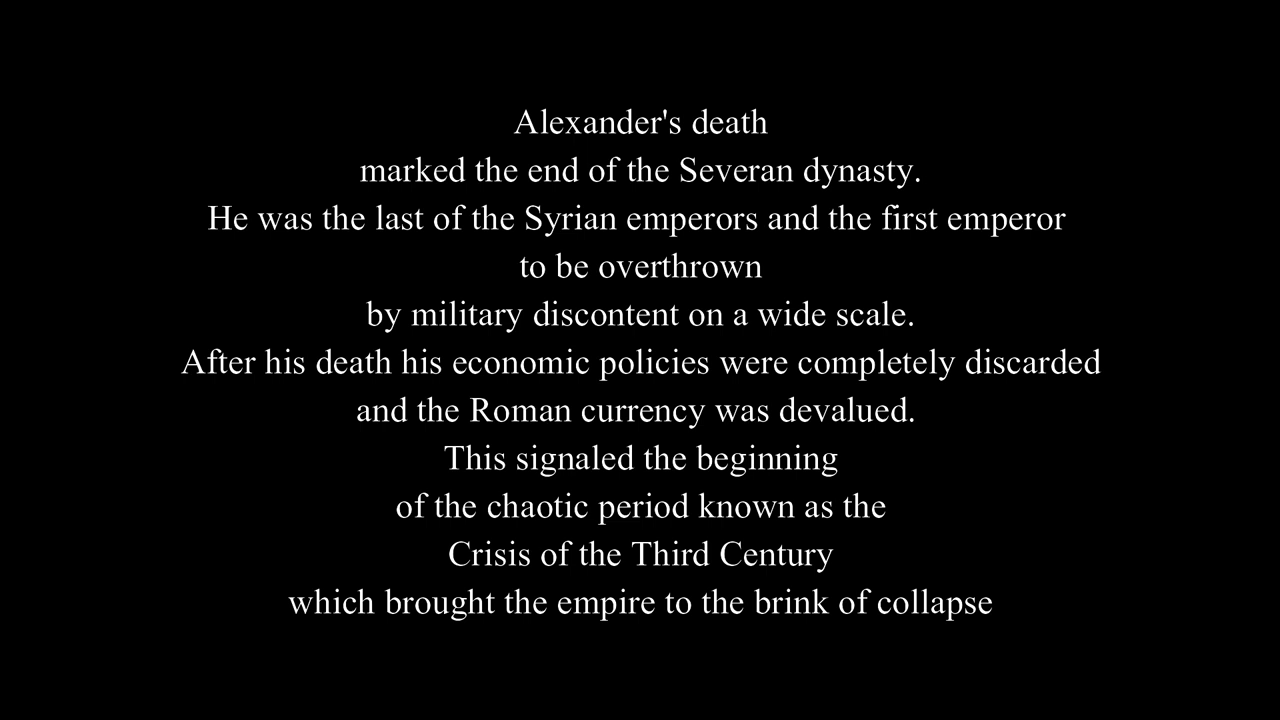 Alexander's death
marked the end of the Severan dynasty.
He was the last of the Syrian emperors and the first emperor
to be overthrown
by military discontent on a wide scale.
After his death his economic policies were completely discarded
and the Roman currency was devalued.
This signaled the beginning
of the chaotic period known as the
Crisis of the Third Century
which brought the empire to the brink of collapse